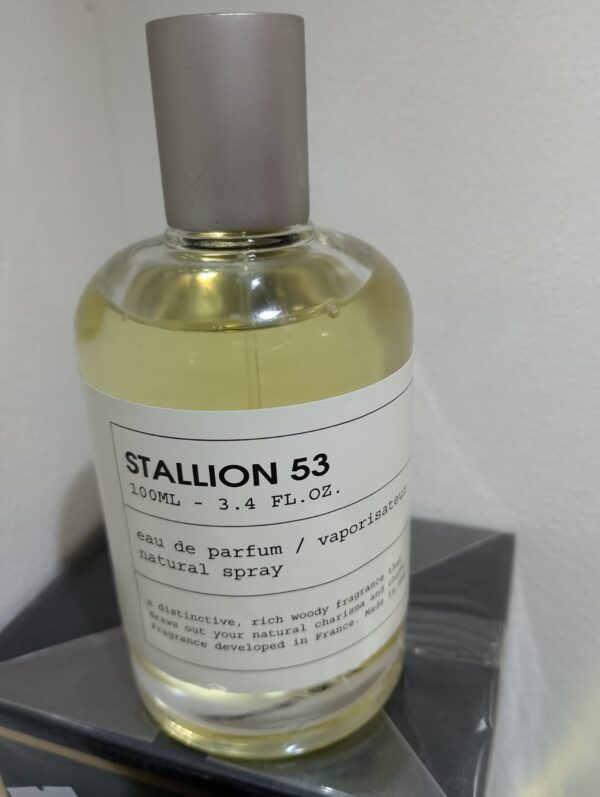 STALLION 53
100ML - 3.4 FL.OZ.
eau de parfum / vaporisateur
natural spray
a distinctive, rich woody fragrance that
draws out your natural charisma and charm.
Fragrance developed in France. Made in